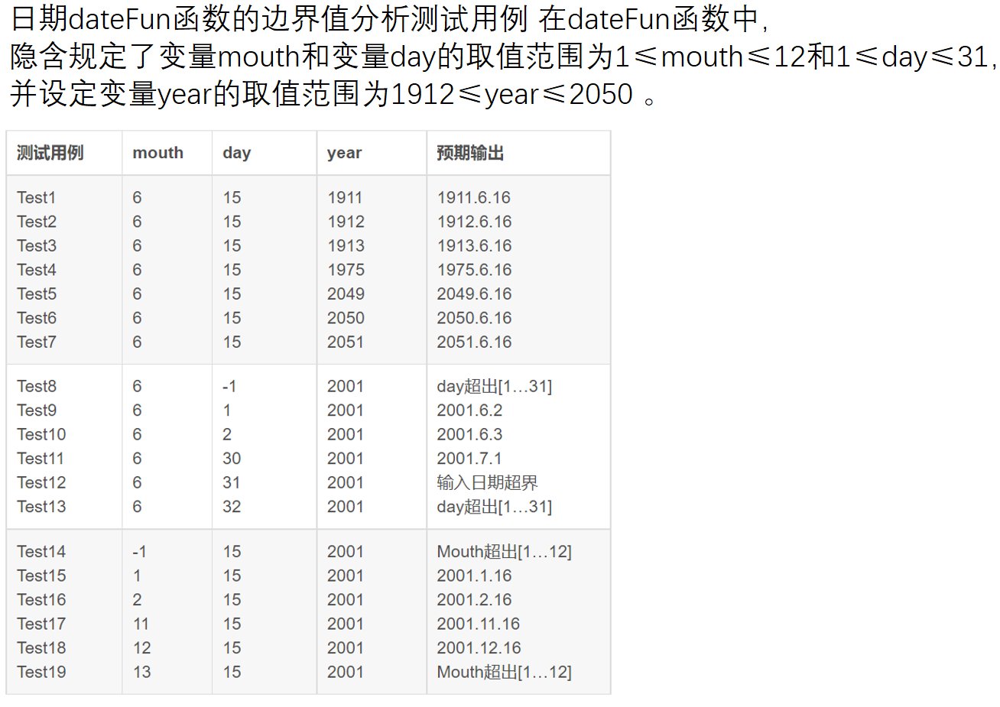 日期dateFun函数的边界值分析测试用例 在dateFun函数中,
隐含规定了变量mouth和变量day的取值范围为1≤mouth≤12和1≤day≤31,
并设定变量year的取值范围为1912≤year≤2050 。
测试用例 mouth day year 预期输出
Test1 6 15 1911 1911.6.16
Test2 6 15 1912 1912.6.16
Test3 6 15 1913 1913.6.16
Test4 6 15 1975 1975.6.16
Test5 6 15 2049 2049.6.16
Test6 6 15 2050 2050.6.16
Test7 6 15 2051 2051.6.16
Test8 6 -1 2001 day超出[1…31]
Test9 6 1 2001 2001.6.2
Test10 6 2 2001 2001.6.3
Test11 6 30 2001 2001.7.1
Test12 6 31 2001 输入日期超界
Test13 6 32 2001 day超出[1…31]
Test14 -1 15 2001 Mouth超出[1…12]
Test15 1 15 2001 2001.1.16
Test16 2 15 2001 2001.2.16
Test17 11 15 2001 2001.11.16
Test18 12 15 2001 2001.12.16
Test19 13 15 2001 Mouth超出[1…12]